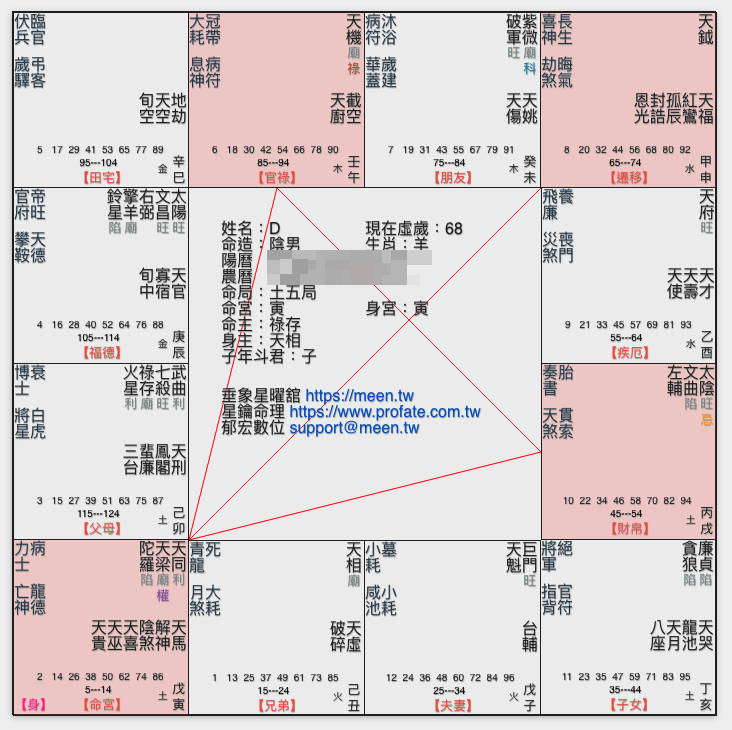 伏兵 臨官
歲驛 弔客
旬空 天空 地劫
5 17 29 41 53 65 77 89
95---104
【田宅】
金
辛巳
大耗 冠帶
天機
廟
祿
息神 病符
天廚 截空
6 18 30 42 54 66 78 90
85---94
【官祿】
木
壬午
病符 沐浴
破軍 紫微
旺 廟
科
華蓋 歲建
天傷 天姚
7 19 31 43 55 67 79 91
75---84
【朋友】
木
癸未
喜神 長生
天鉞
劫煞 晦氣
恩光 封誥 孤辰 紅鸞 天福
8 20 32 44 56 68 80 92
65---74
【遷移】
水
甲申
官府 帝旺
鈴星 擎羊 右弼 文昌 太陽
陷 廟 旺 旺
攀鞍 天德
旬中 寡宿 天官
4 16 28 40 52 64 76 88
105---114
【福德】
金
庚辰
姓名：D
現在虛歲：68
命造：陰男
生肖：羊
陽曆
農曆
命局：土五局
命宮：寅
身宮：寅
命主：祿存
身主：天相
子年斗君：子
垂象星曜舘 https://meen.tw
星鑰命理 https://www.profate.com.tw
郁宏數位 support@meen.tw
飛廉 養
天府
旺
災煞 喪門
天使 天壽 天才
9 21 33 45 57 69 81 93
55---64
【疾厄】
水
乙酉
博士 衰
火星 祿存 七殺 武曲
利 廟 旺 利
將星 白虎
三台 蜚廉 鳳閣 天刑
3 15 27 39 51 63 75 87
115---124
【父母】
土
己卯
奏書 胎
左輔 文曲 太陰
陷 旺
忌
天煞 貫索
10 22 34 46 58 70 82 94
45---54
【財帛】
土
丙戌
力士 病
陀羅 天梁 天同
陷 廟 利
權
亡神 龍德
天貴 天巫 天喜 陰煞 解神 天馬
2 14 26 38 50 62 74 86
5---14
【身】
【命宮】
土
戊寅
青龍 死
天相
廟
月煞 大耗
破碎 天虛
1 13 25 37 49 61 73 85
15---24
【兄弟】
火
己丑
小耗 墓
天魁 巨門
旺
咸池 小耗
台輔
12 24 36 48 60 72 84 96
25---34
【夫妻】
火
戊子
將軍 絕
貪狼 廉貞
陷 陷
指背 官符
八座 天月 龍池 天哭
11 23 35 47 59 71 83 95
35---44
【子女】
土
丁亥